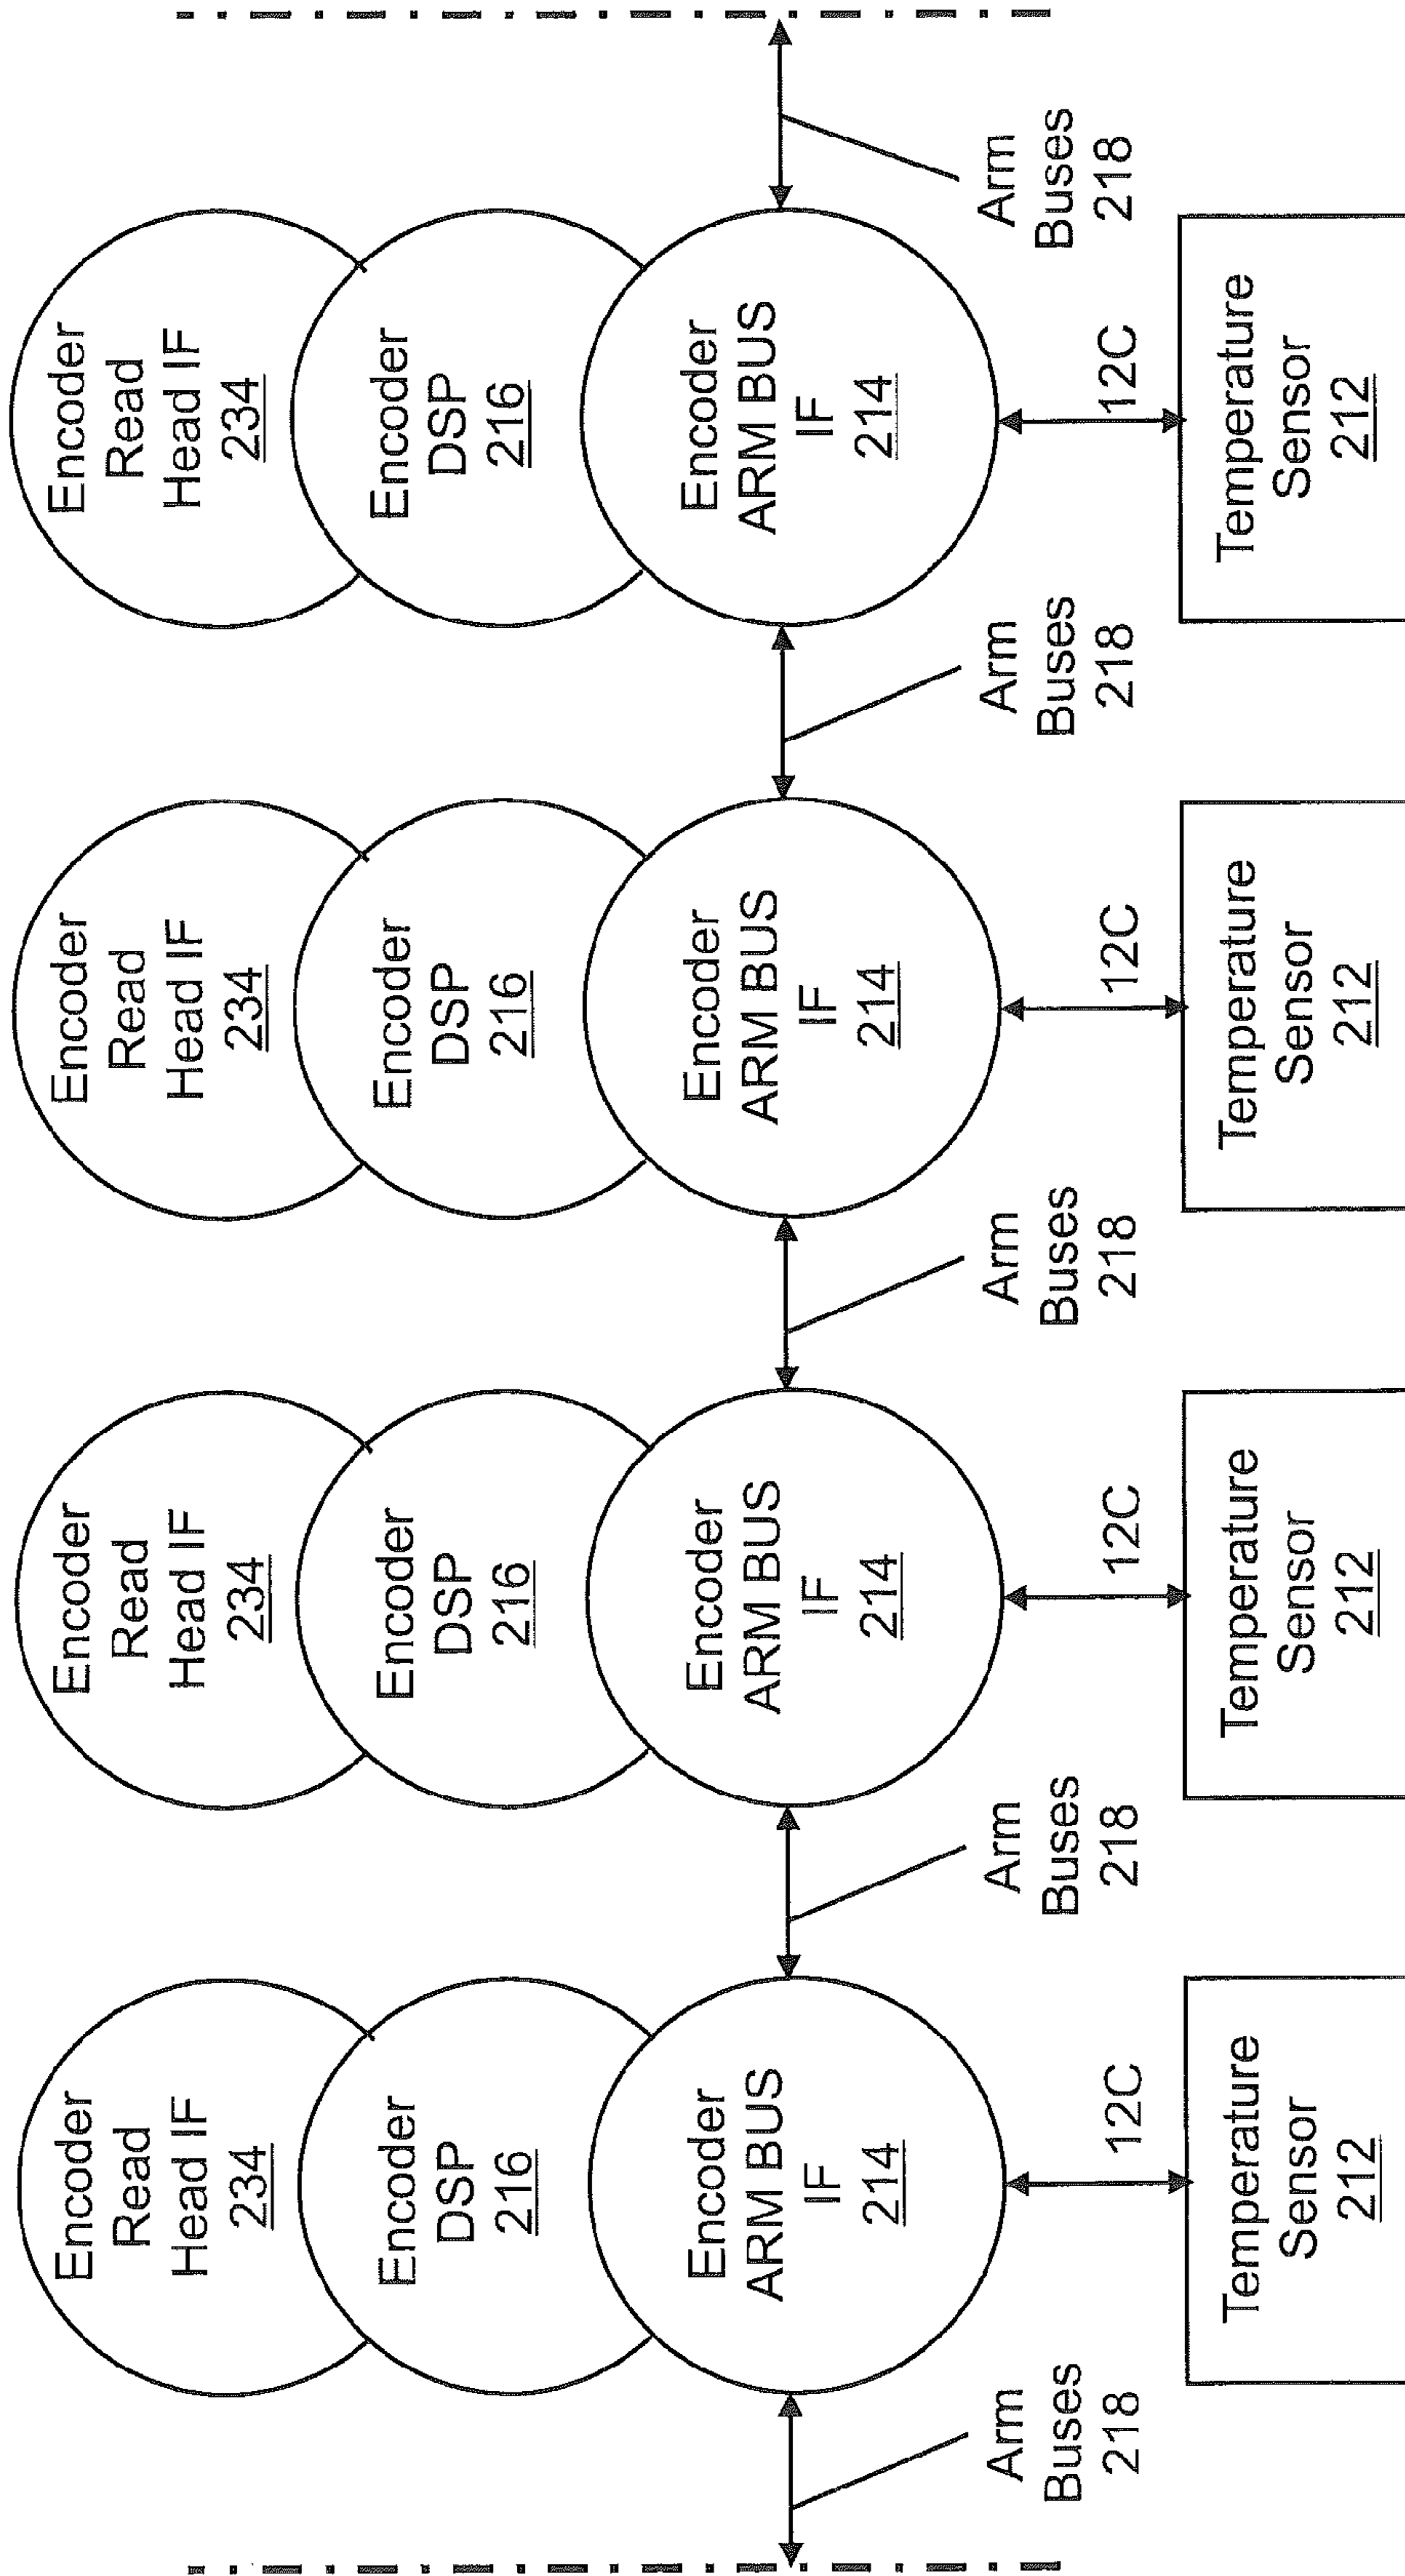 Encoder
Read
Head IF
234
Encoder
DSP
216
Encoder
ARM BUS
IF
214
Arm
Buses
218
12C
Temperature
Sensor
212
Encoder
Read
Head IF
234
Encoder
DSP
216
Encoder
ARM BUS
IF
214
Arm
Buses
218
12C
Temperature
Sensor
212
Encoder
Read
Head IF
234
Encoder
DSP
216
Encoder
ARM BUS
IF
214
Arm
Buses
218
12C
Temperature
Sensor
212
Encoder
Read
Head IF
234
Encoder
DSP
216
Encoder
ARM BUS
IF
214
Arm
Buses
218
12C
Temperature
Sensor
212
Arm
Buses
218